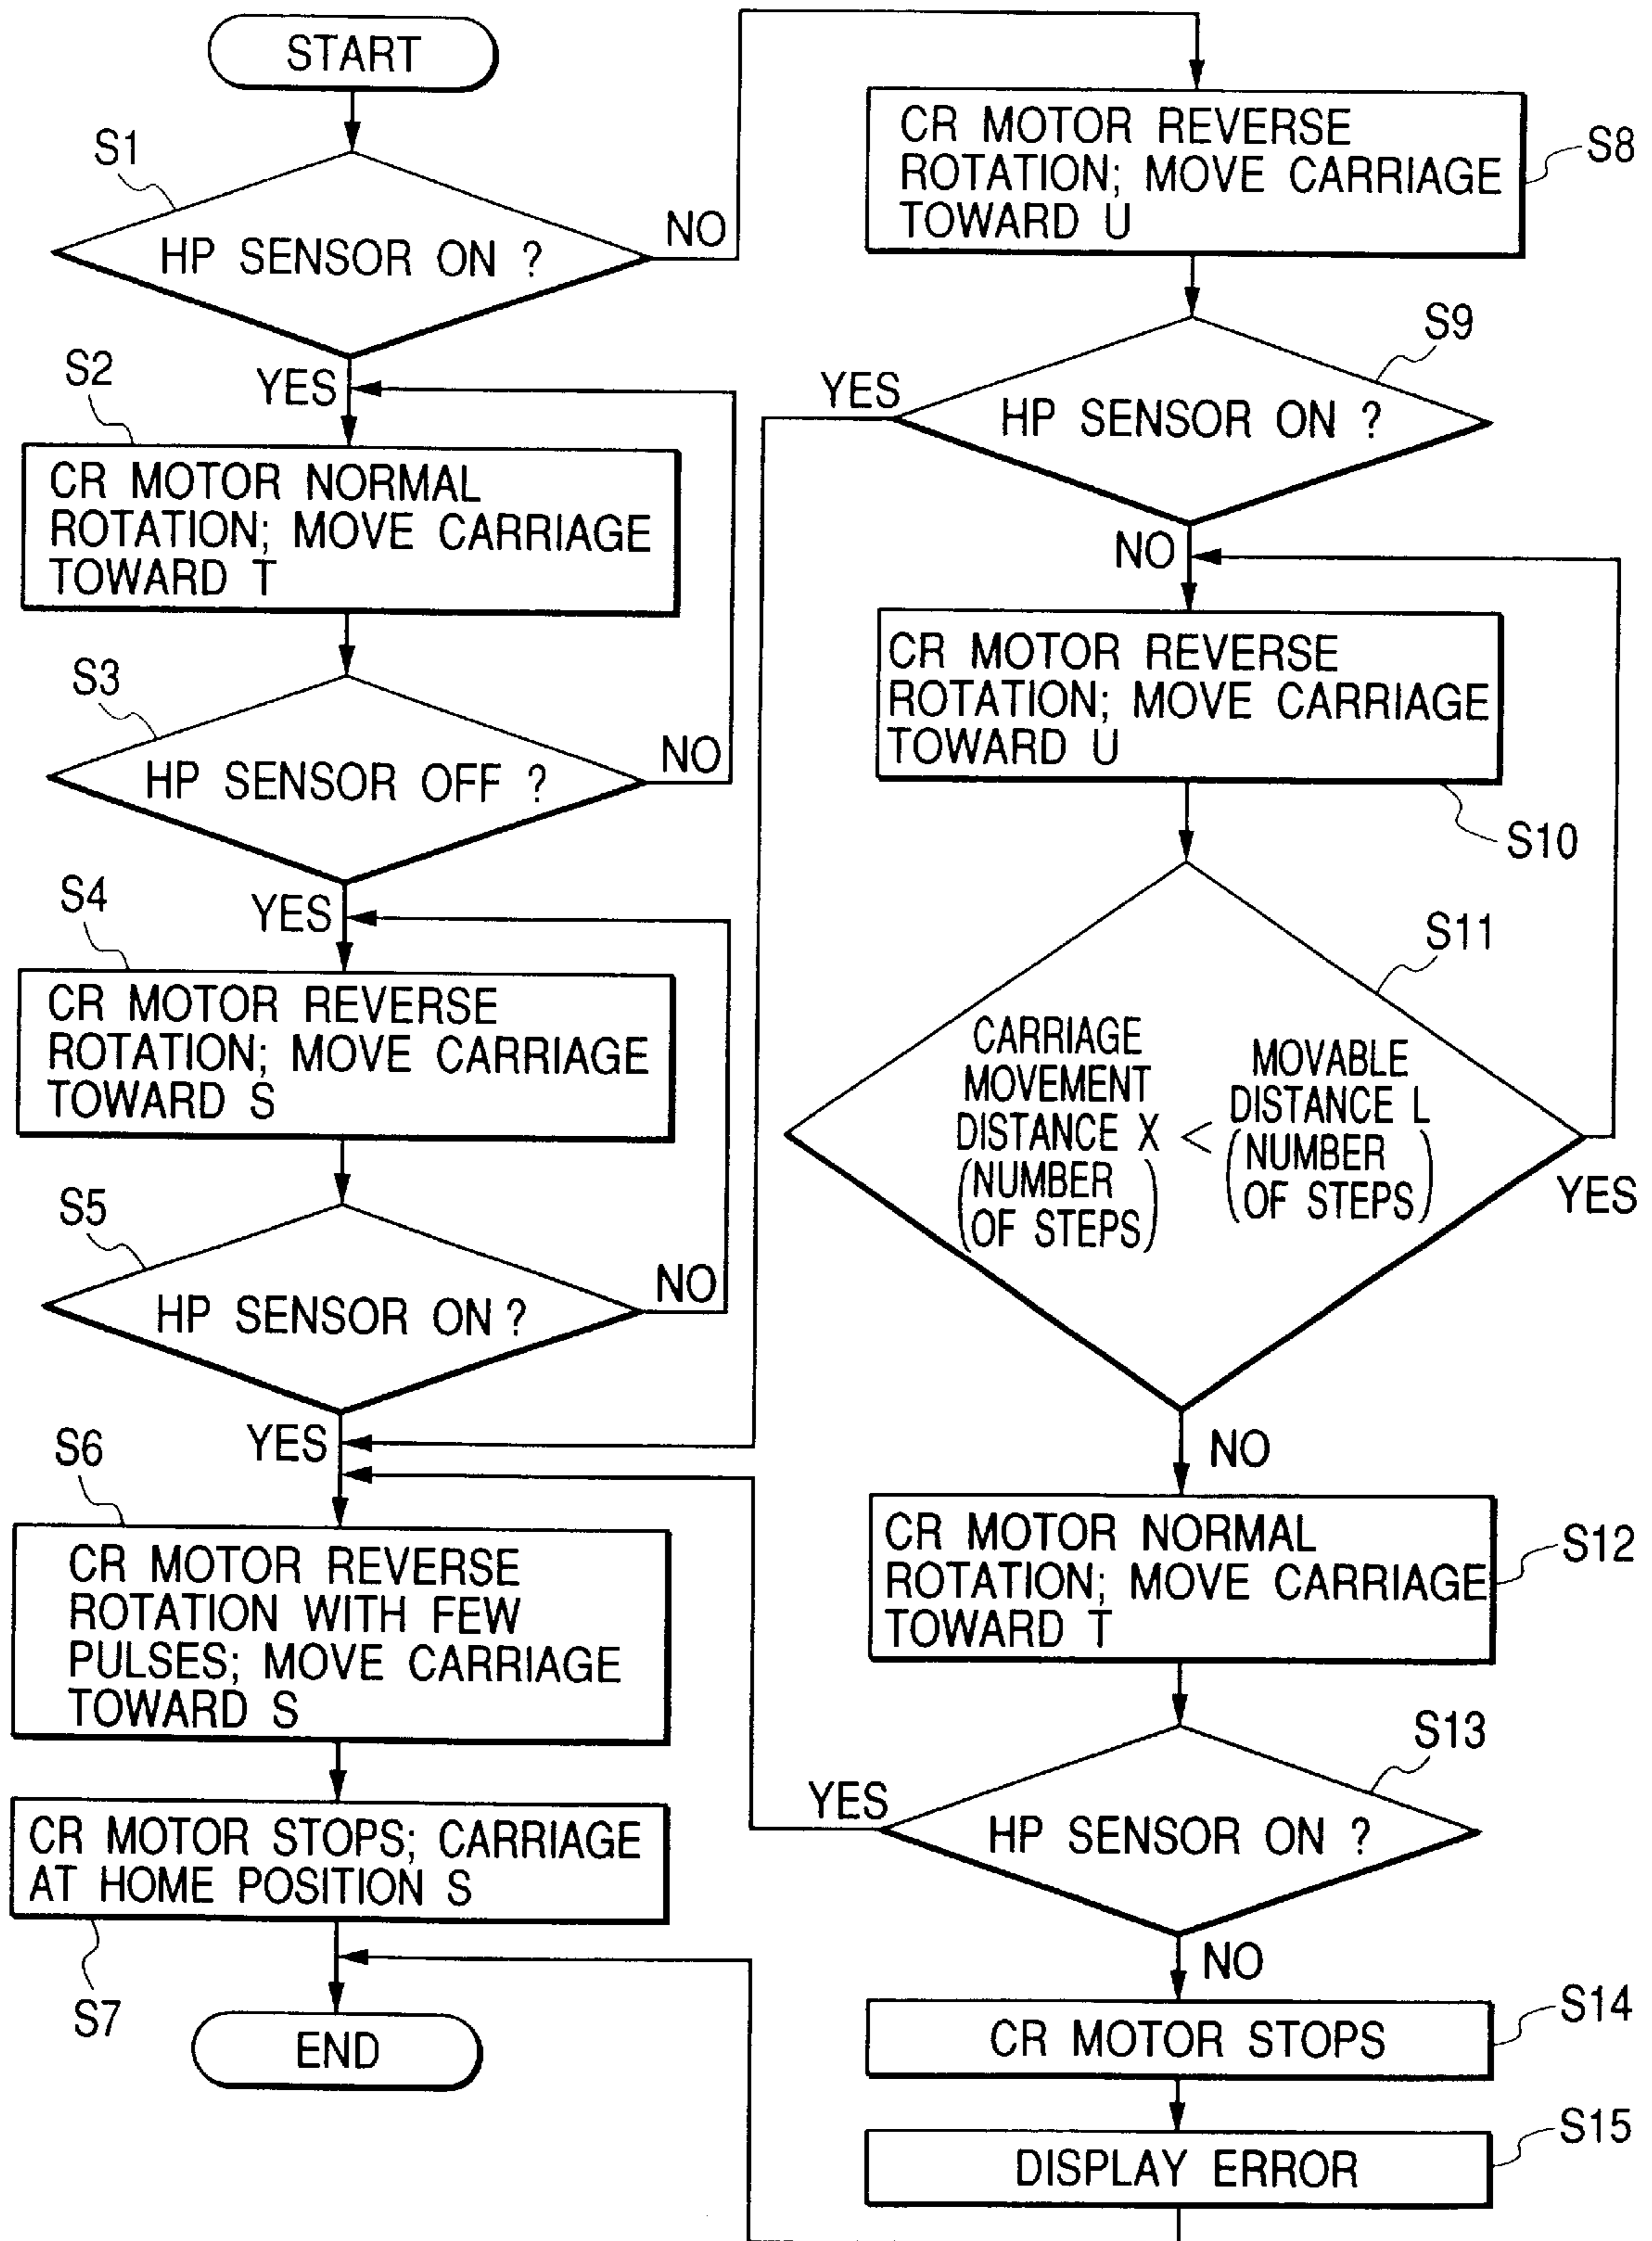 START
S1
HP SENSOR ON ?
NO
YES
S2
CR MOTOR NORMAL
ROTATION; MOVE CARRIAGE
TOWARD T
S3
HP SENSOR OFF ?
NO
YES
S4
CR MOTOR REVERSE
ROTATION; MOVE CARRIAGE
TOWARD S
S5
HP SENSOR ON ?
NO
YES
S6
CR MOTOR REVERSE
ROTATION WITH FEW
PULSES; MOVE CARRIAGE
TOWARD S
CR MOTOR STOPS; CARRIAGE
AT HOME POSITION S
S7
END
CR MOTOR REVERSE
ROTATION; MOVE CARRIAGE
TOWARD U
S8
S9
YES
HP SENSOR ON ?
NO
CR MOTOR REVERSE
ROTATION; MOVE CARRIAGE
TOWARD U
S10
S11
CARRIAGE
MOVEMENT
DISTANCE X
(NUMBER
OF STEPS)
<
MOVABLE
DISTANCE L
(NUMBER
OF STEPS)
YES
NO
CR MOTOR NORMAL
ROTATION; MOVE CARRIAGE
TOWARD T
S12
S13
YES
HP SENSOR ON ?
NO
CR MOTOR STOPS
S14
DISPLAY ERROR
S15